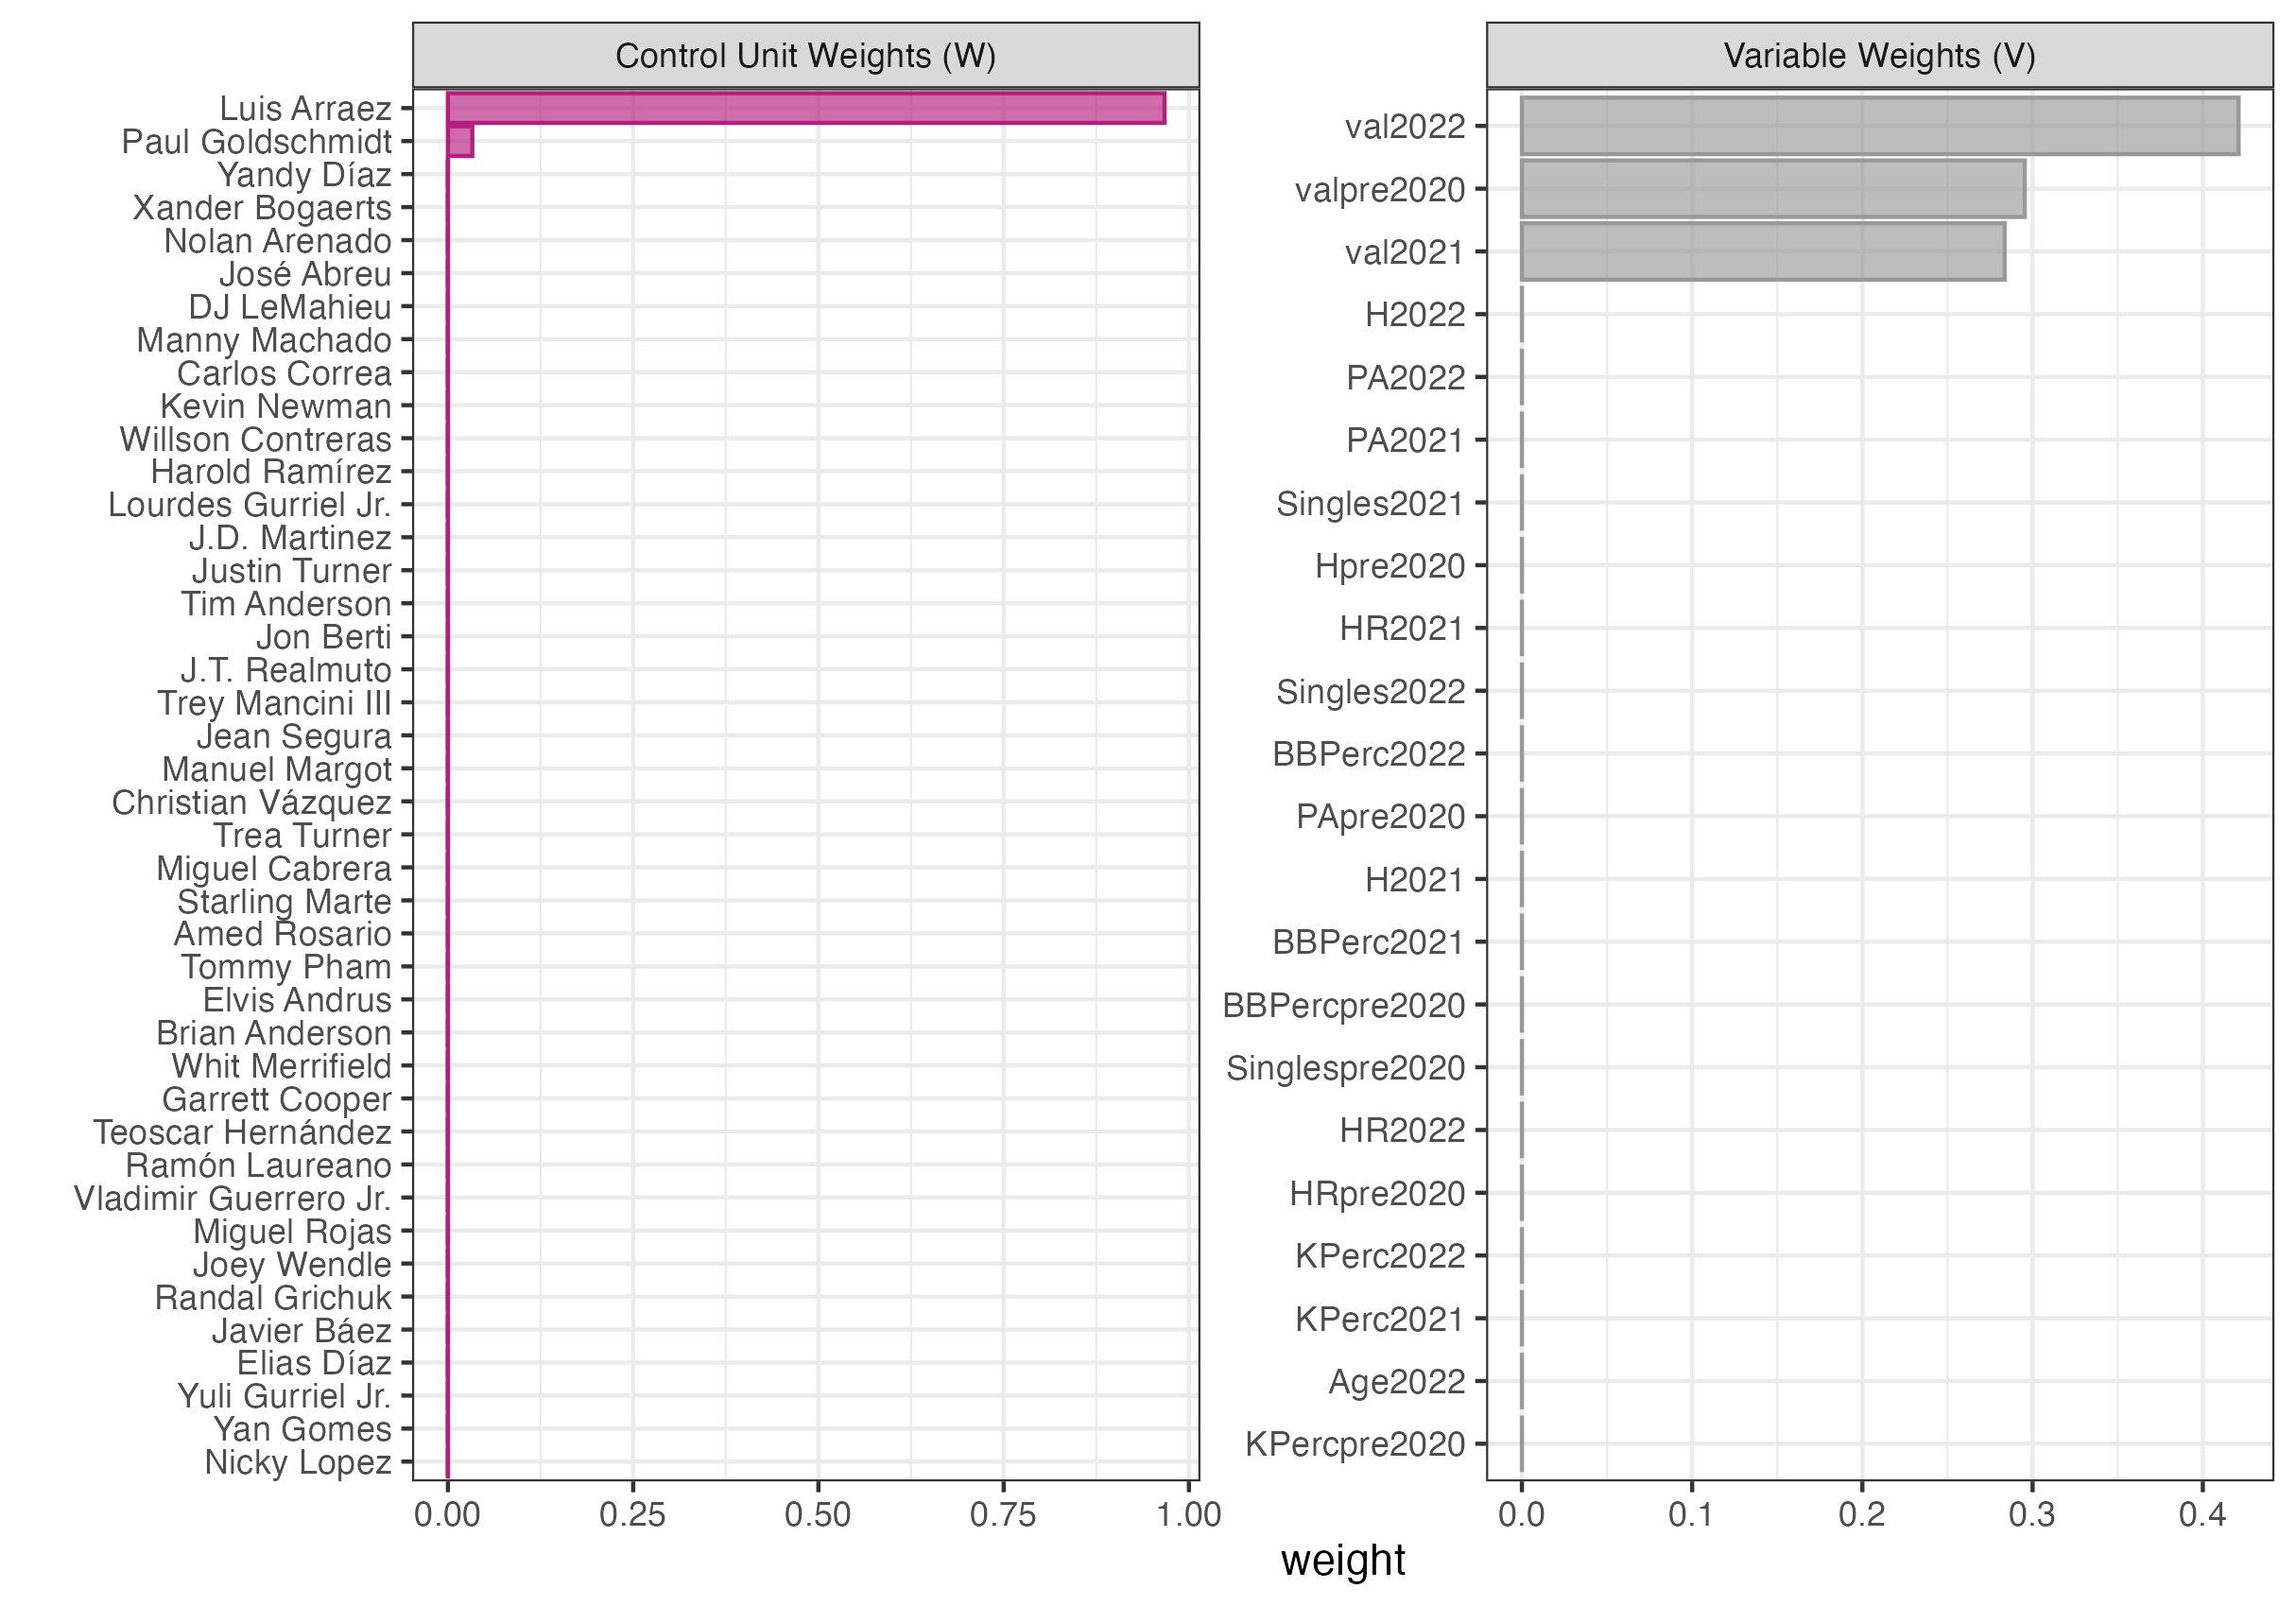 Control Unit Weights (W)
Luis Arraez
Paul Goldschmidt
Yandy Díaz
Xander Bogaerts
Nolan Arenado
José Abreu
DJ LeMahieu
Manny Machado
Carlos Correa
Kevin Newman
Willson Contreras
Harold Ramírez
Lourdes Gurriel Jr.
J.D. Martinez
Justin Turner
Tim Anderson
Jon Berti
J.T. Realmuto
Trey Mancini III
Jean Segura
Manuel Margot
Christian Vázquez
Trea Turner
Miguel Cabrera
Starling Marte
Amed Rosario
Tommy Pham
Elvis Andrus
Brian Anderson
Whit Merrifield
Garrett Cooper
Teoscar Hernández
Ramón Laureano
Vladimir Guerrero Jr.
Miguel Rojas
Joey Wendle
Randal Grichuk
Javier Báez
Elias Díaz
Yuli Gurriel Jr.
Yan Gomes
Nicky Lopez
0.00 0.25 0.50 0.75 1.00
Variable Weights (V)
val2022
valpre2020
val2021
H2022
PA2022
PA2021
Singles2021
Hpre2020
HR2021
Singles2022
BBPerc2022
PApre2020
H2021
BBPerc2021
BBPercpre2020
Singlespre2020
HR2022
HRpre2020
KPerc2022
KPerc2021
Age2022
KPercpre2020
0.0 0.1 0.2 0.3 0.4
weight